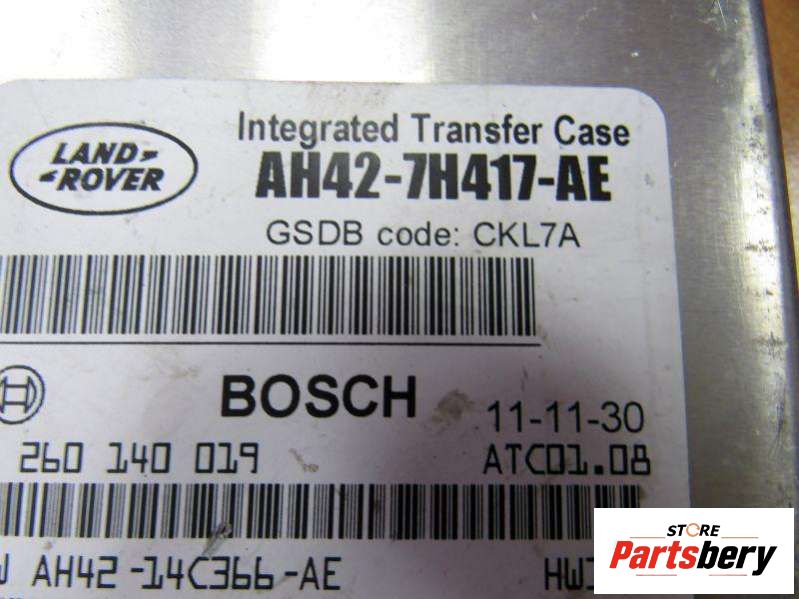 LAND ROVER
Integrated Transfer Case
AH42-7H417-AE
GSDB code: CKL7A
BOSCH
11-11-30
260 140 019
ATC01.08
AH42-14C366-AE
STORE
Partsbery